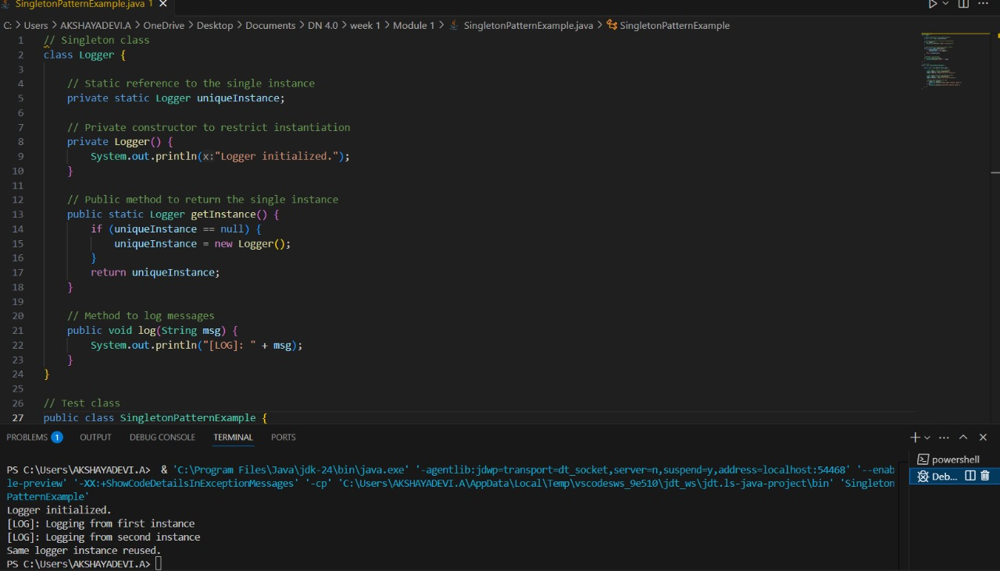 SingletonPatternExample.java 1 ×
C: > Users > AKSHAYADEVI.A > OneDrive > Desktop > Documents > DN 4.0 > week 1 > Module 1 > SingletonPatternExample.java > SingletonPatternExample
1 // Singleton class
2 class Logger {
3
4 // Static reference to the single instance
5 private static Logger uniqueInstance;
6
7 // Private constructor to restrict instantiation
8 private Logger() {
9 System.out.println(x:"Logger initialized.");
10 }
11
12 // Public method to return the single instance
13 public static Logger getInstance() {
14 if (uniqueInstance == null) {
15 uniqueInstance = new Logger();
16 }
17 return uniqueInstance;
18 }
19
20 // Method to log messages
21 public void log(String msg) {
22 System.out.println("[LOG]: " + msg);
23 }
24 }
25
26 // Test class
27 public class SingletonPatternExample {
PROBLEMS 1 OUTPUT DEBUG CONSOLE TERMINAL PORTS
PS C:\Users\AKSHAYADEVI.A> & 'C:\Program Files\Java\jdk-24\bin\java.exe' '-agentlib:jdwp=transport=dt_socket,server=n,suspend=y,address=localhost:54468' '--enab
le-preview' '-XX:+ShowCodeDetailsInExceptionMessages' '-cp' 'C:\Users\AKSHAYADEVI.A\AppData\Local\Temp\vscodesws_9e510\jdt_ws\jdt.ls-java-project\bin' 'Singleton
PatternExample'
Logger initialized.
[LOG]: Logging from first instance
[LOG]: Logging from second instance
Same logger instance reused.
PS C:\Users\AKSHAYADEVI.A>
powershell
Deb...